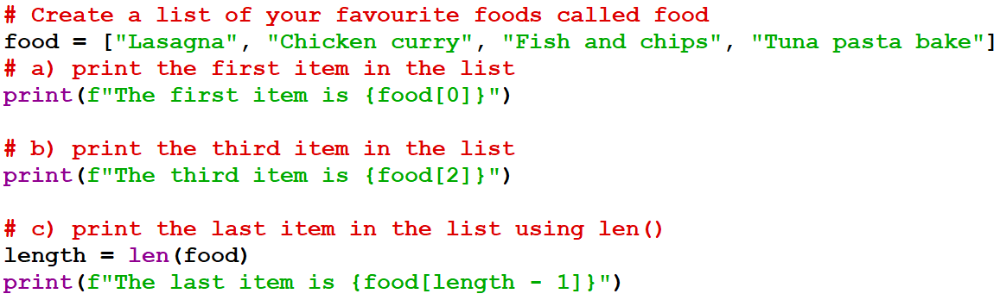 # Create a list of your favourite foods called food
food = ["Lasagna", "Chicken curry", "Fish and chips", "Tuna pasta bake"]
# a) print the first item in the list
print(f"The first item is {food[0]}")
# b) print the third item in the list
print(f"The third item is {food[2]}")
# c) print the last item in the list using len()
length = len(food)
print(f"The last item is {food[length - 1]}")